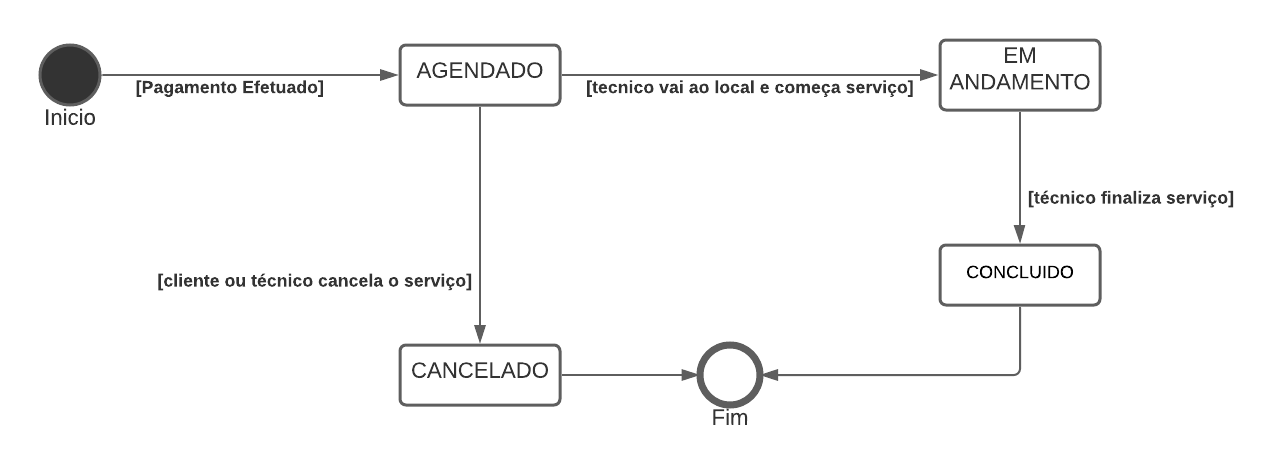 Inicio
[Pagamento Efetuado]
AGENDADO
[tecnico vai ao local e começa serviço]
EM
ANDAMENTO
[técnico finaliza serviço]
[cliente ou técnico cancela o serviço]
CONCLUIDO
CANCELADO
Fim